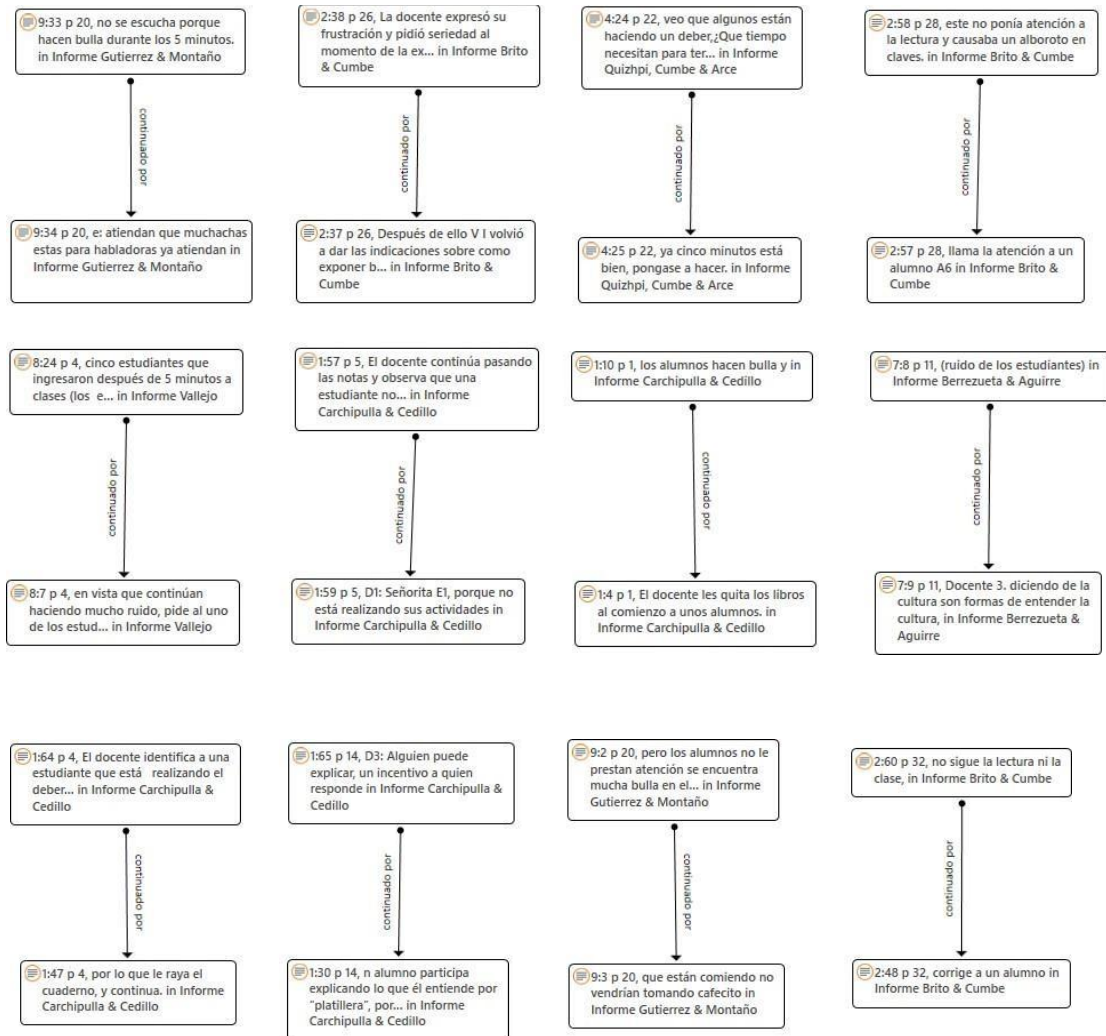 9:33 p 20, no se escucha porque
hacen bulla durante los 5 minutos.
in Informe Gutierrez & Montaño
continuado por
9:34 p 20, e: atiendan que muchachas
estas para habladoras ya atiendan in
Informe Gutierrez & Montaño
2:38 p 26, La docente expresó su
frustración y pidió seriedad al
momento de la ex... in Informe Brito
& Cumbe
continuado por
2:37 p 26, Después de ello V I volvió
a dar las indicaciones sobre como
exponer b... in Informe Brito &
Cumbe
4:24 p 22, veo que algunos están
haciendo un deber,¿Que tiempo
necesitan para ter... in Informe
Quizhpi, Cumbe & Arce
continuado por
4:25 p 22, ya cinco minutos está
bien, pongase a hacer. in Informe
Quizhpi, Cumbe & Arce
2:58 p 28, este no ponía atención a
la lectura y causaba un alboroto en
claves. in Informe Brito & Cumbe
continuado por
2:57 p 28, llama la atención a un
alumno A6 in Informe Brito &
Cumbe
8:24 p 4, cinco estudiantes que
ingresaron después de 5 minutos a
clases (los e... in Informe Vallejo
continuado por
8:7 p 4, en vista que continúan
haciendo mucho ruido, pide al uno
de los estud... in Informe Vallejo
1:57 p 5, El docente continúa pasando
las notas y observa que una
estudiante no... in Informe
Carchipulla & Cedillo
continuado por
1:59 p 5, D1: Señorita E1, porque no
está realizando sus actividades in
Informe Carchipulla & Cedillo
1:10 p 1, los alumnos hacen bulla y in
Informe Carchipulla & Cedillo
continuado por
1:4 p 1, El docente les quita los libros
al comienzo a unos alumnos. in
Informe Carchipulla & Cedillo
7:8 p 11, (ruido de los estudiantes) in
Informe Berrezueta & Aguirre
continuado por
7:9 p 11, Docente 3. diciendo de la
cultura son formas de entender la
cultura, in Informe Berrezueta &
Aguirre
1:64 p 4, El docente identifica a una
estudiante que está realizando el
deber... in Informe Carchipulla &
Cedillo
continuado por
1:47 p 4, por lo que le raya el
cuaderno, y continua. in Informe
Carchipulla & Cedillo
1:65 p 14, D3: Alguien puede
explicar, un incentivo a quien
responde in Informe Carchipulla &
Cedillo
continuado por
1:30 p 14, n alumno participa
explicando lo que él entiende por
“platillera”, por... in Informe
Carchipulla & Cedillo
9:2 p 20, pero los alumnos no le
prestan atención se encuentra
mucha bulla en el... in Informe
Gutierrez & Montaño
continuado por
9:3 p 20, que están comiendo no
vendrían tomando cafecito in
Informe Gutierrez & Montaño
2:60 p 32, no sigue la lectura ni la
clase, in Informe Brito & Cumbe
continuado por
2:48 p 32, corrige a un alumno in
Informe Brito & Cumbe